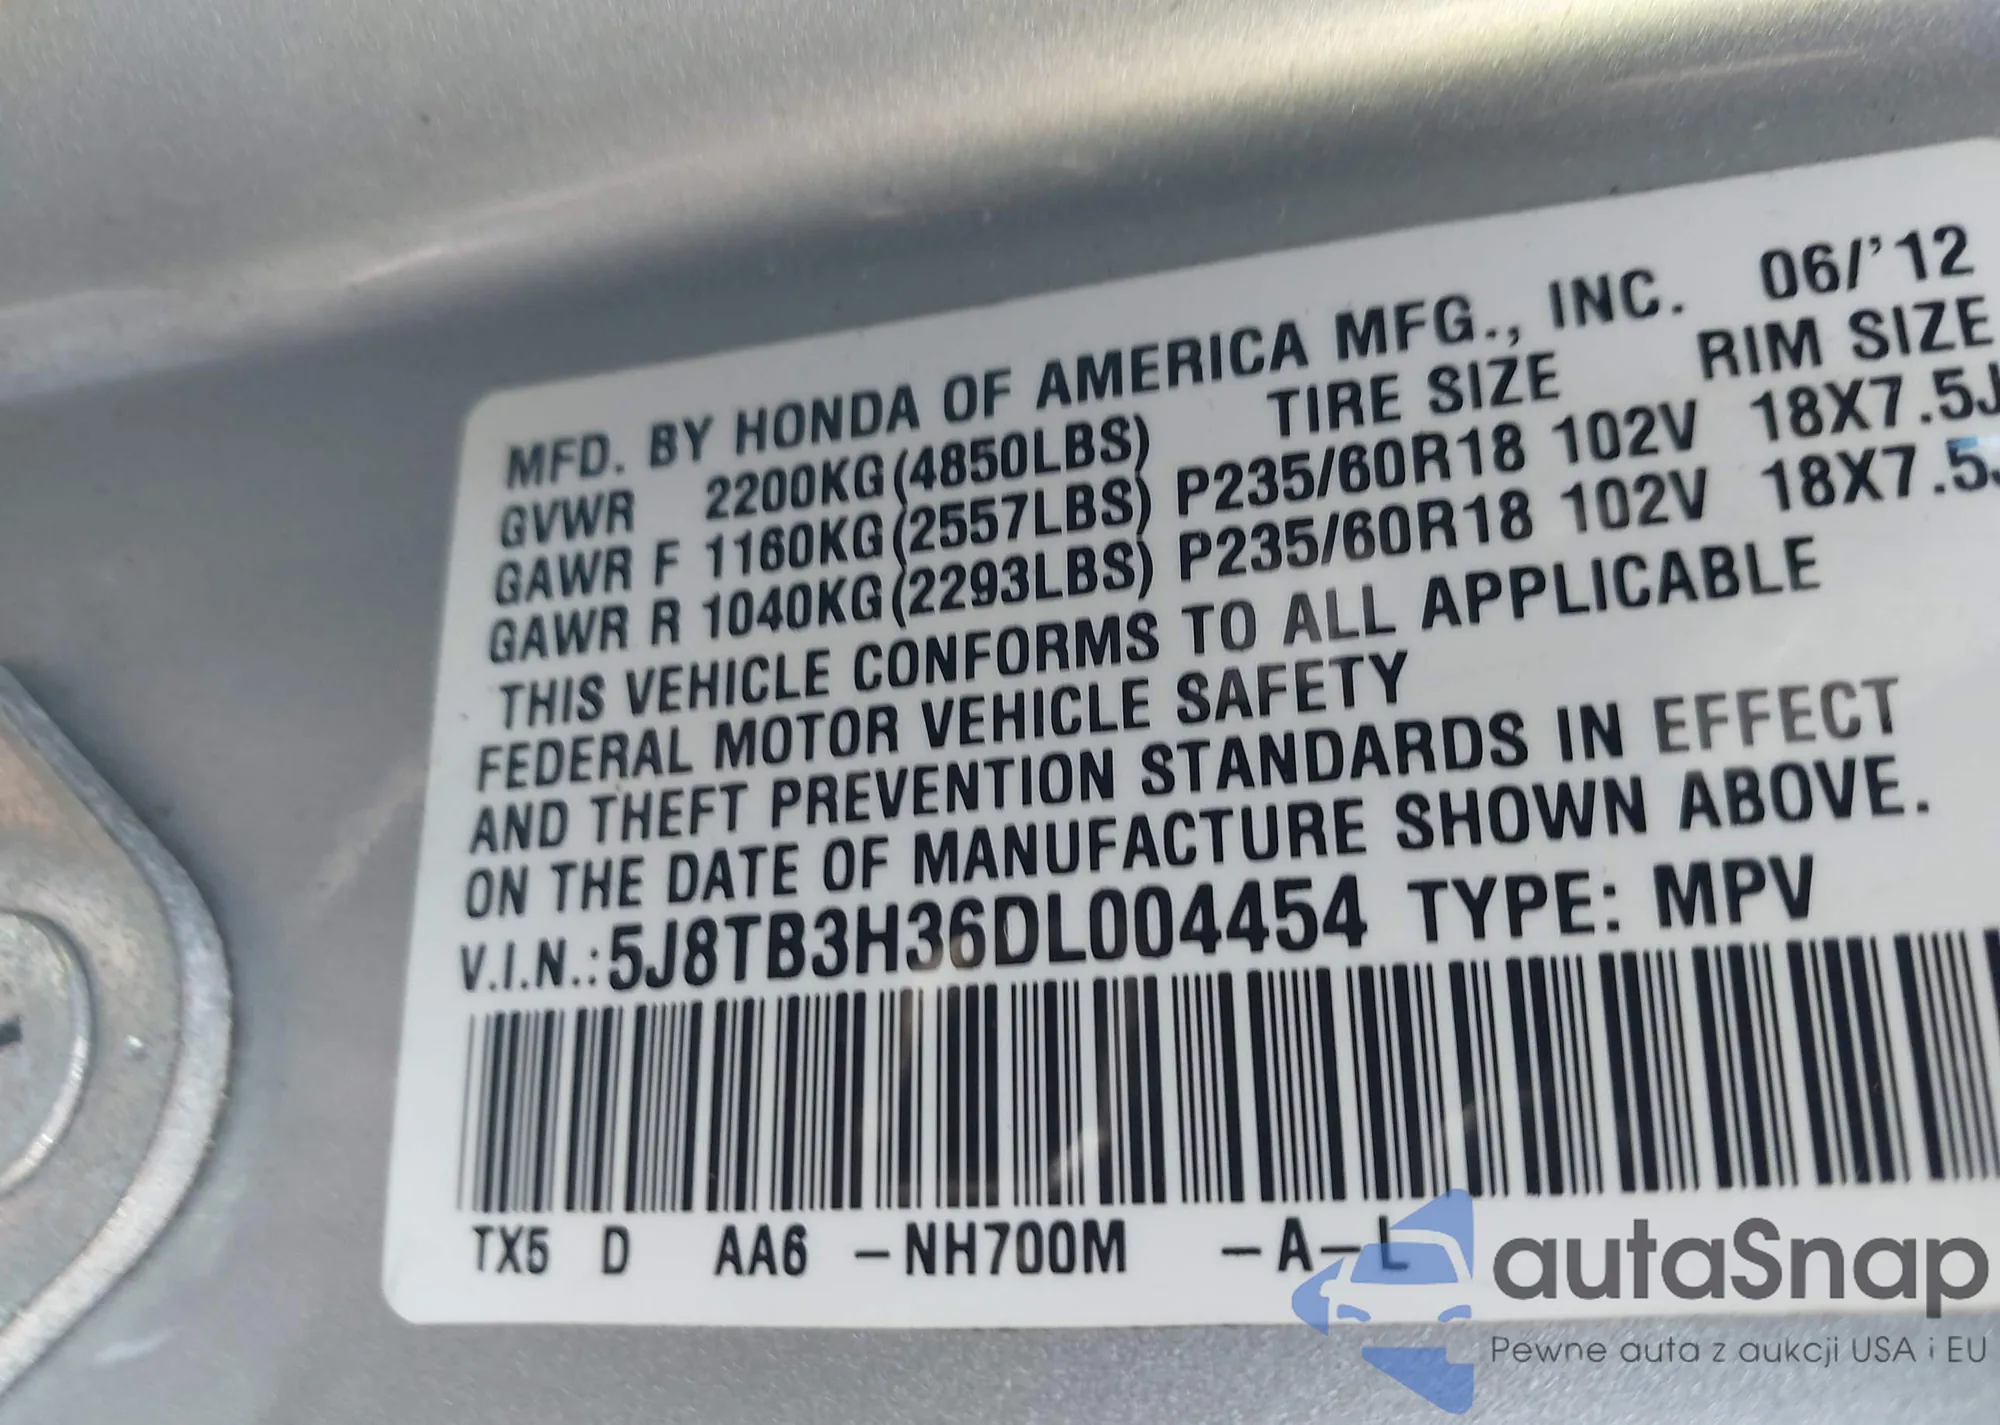 MFD. BY HONDA OF AMERICA MFG., INC. 06/'12
GVWR 2200KG(4850LBS) TIRE SIZE RIM SIZE
GAWR F 1160KG(2557LBS) P235/60R18 102V 18X7.5J
GAWR R 1040KG(2293LBS) P235/60R18 102V 18X7.5J
THIS VEHICLE CONFORMS TO ALL APPLICABLE
FEDERAL MOTOR VEHICLE SAFETY
AND THEFT PREVENTION STANDARDS IN EFFECT
ON THE DATE OF MANUFACTURE SHOWN ABOVE.
V.I.N.:5J8TB3H36DL004454 TYPE: MPV
TX5 D AA6 -NH700M -A-L
autaSnap
Pewne auta z aukcji USA i EU